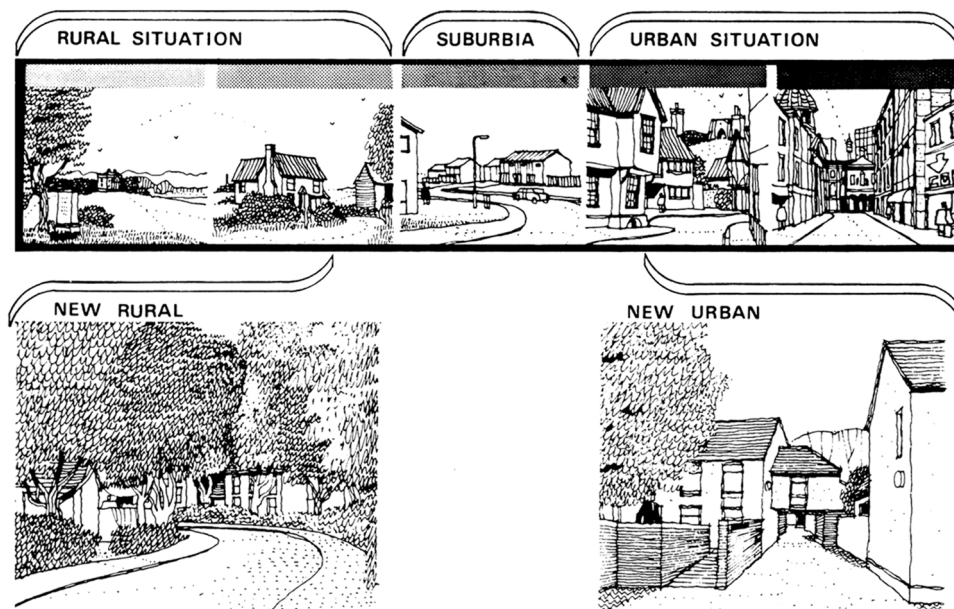 RURAL SITUATION
SUBURBIA
URBAN SITUATION
NEW RURAL
NEW URBAN